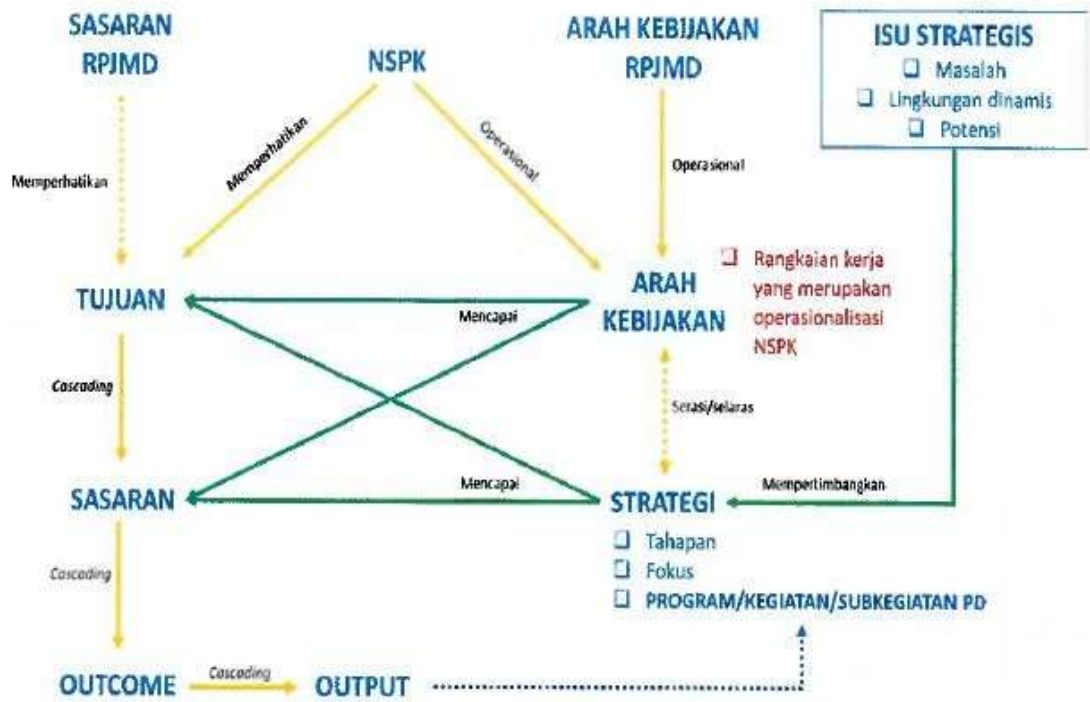 SASARAN
RPJMD
NSPK
ARAH KEBIJAKAN
RPJMD
ISU STRATEGIS
❑ Masalah
❑ Lingkungan dinamis
❑ Potensi
Memperhatikan
Memperhatikan
Operasional
Operasional
TUJUAN
Mencapai
ARAH
KEBIJAKAN
❑ Rangkaian kerja
yang merupakan
operasionalisasi
NSPK
Cascading
Serasi/selaras
SASARAN
Mencapai
STRATEGI
Mempertimbangkan
❑ Tahapan
❑ Fokus
❑ PROGRAM/KEGIATAN/SUBKEGIATAN PD
Cascading
OUTCOME
Cascading
OUTPUT